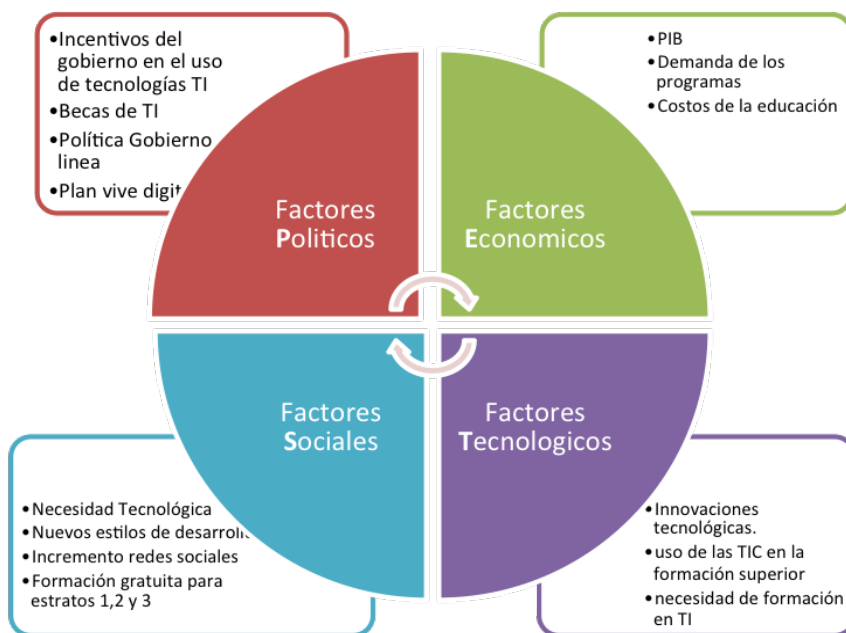 •Incentivos del
gobierno en el uso
de tecnologías TI
•Becas de TI
•Política Gobierno
linea
•Plan vive
•PIB
•Demanda de los
programas
•Costos de la educación
Factores
Politicos
Factores
Economicos
Factores
Sociales
Factores
Tecnologicos
•Necesidad Tecnológica
•Nuevos estilos de
•Incremento redes sociales
•Formación gratuita para
estratos 1,2 y 3
•Innovaciones
tecnológicas.
•uso de las TIC en la
formación superior
•necesidad de formación
en TI